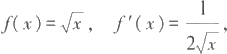 f(x)=√x, f′(x)=1/(2√x),